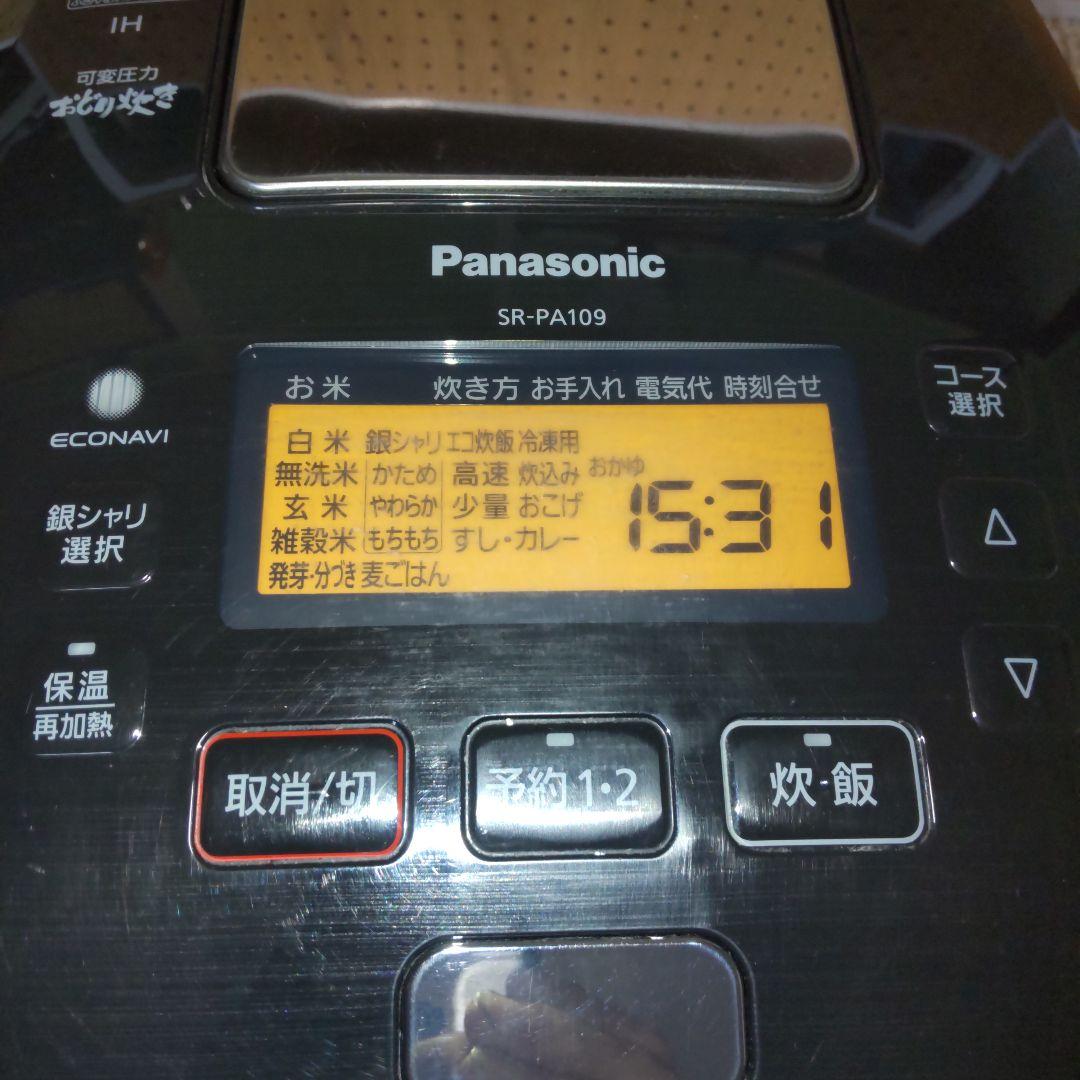 IH
可変圧力
おどり炊き
Panasonic
SR-PA109
お米 炊き方 お手入れ 電気代 時刻合せ
白米 銀シャリ エコ炊飯 冷凍用
無洗米 かため 高速 炊込み おかゆ
玄米 やわらか 少量 おこげ
雑穀米 もちもち すし・カレー
発芽・分づき 麦ごはん
15:31
ECONAVI
銀シャリ
選択
保温
再加熱
コース
選択
△
▽
取消/切
予約1・2
炊飯